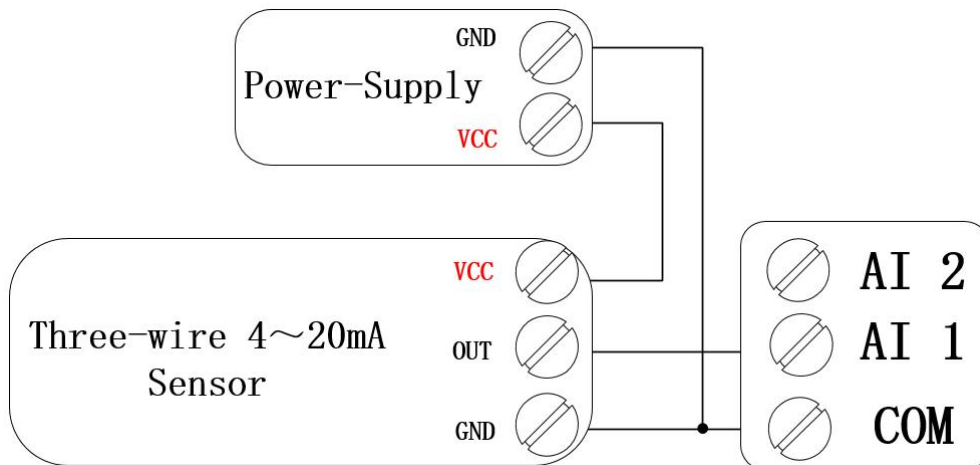 GND
Power-Supply
VCC
VCC
Three-wire 4～20mA
Sensor
OUT
GND
AI 2
AI 1
COM